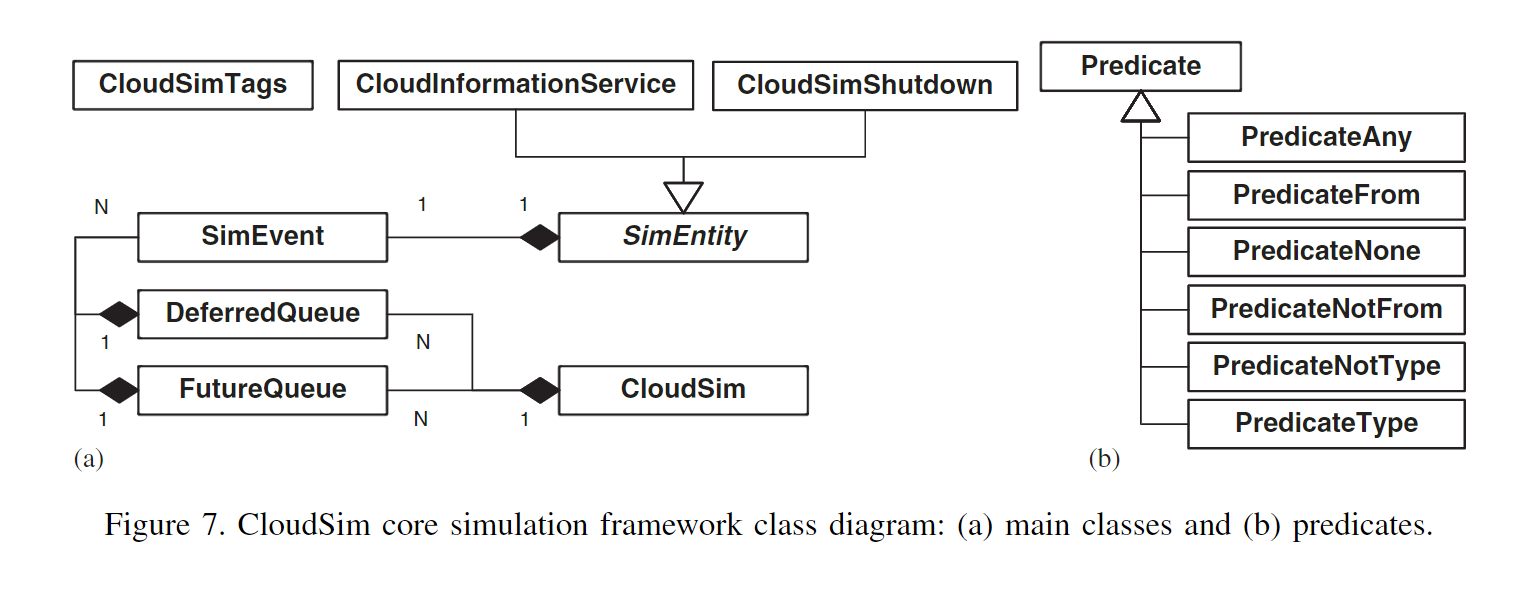 CloudSimTags
CloudInformationService
CloudSimShutdown
N
SimEvent
1
1
SimEntity
DeferredQueue
1
N
FutureQueue
CloudSim
1
N
1
(a)
Predicate
PredicateAny
PredicateFrom
PredicateNone
PredicateNotFrom
PredicateNotType
PredicateType
(b)
Figure 7. CloudSim core simulation framework class diagram: (a) main classes and (b) predicates.